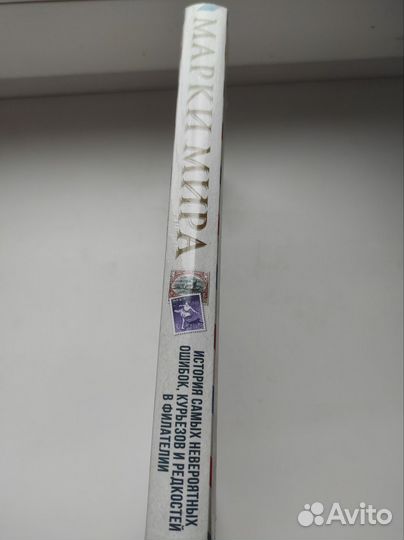 МАРКИ МИРА
ИСТОРИЯ САМЫХ НЕВЕРОЯТНЫХ
ОШИБОК, КУРЬЕЗОВ И РЕДКОСТЕЙ
В ФИЛАТЕЛИИ
Avito